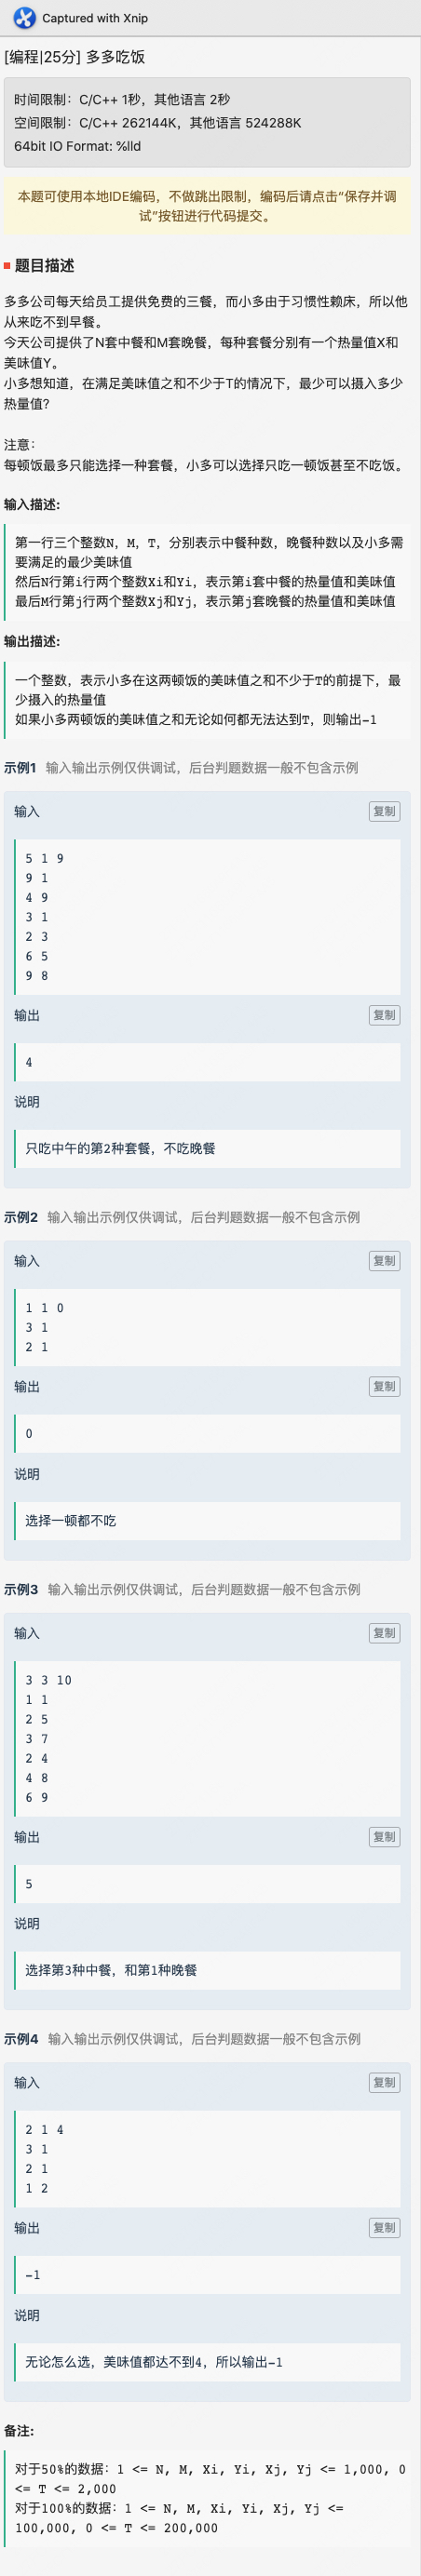 Captured with Xnip
[编程|25分] 多多吃饭
时间限制：C/C++ 1秒，其他语言 2秒
空间限制：C/C++ 262144K，其他语言 524288K
64bit IO Format: %lld
本题可使用本地IDE编码，不做跳出限制，编码后请点击“保存并调
试”按钮进行代码提交。
题目描述
多多公司每天给员工提供免费的三餐，而小多由于习惯性赖床，所以他
从来吃不到早餐。
今天公司提供了N套中餐和M套晚餐，每种套餐分别有一个热量值X和
美味值Y。
小多想知道，在满足美味值之和不少于T的情况下，最少可以摄入多少
热量值?
注意：
每顿饭最多只能选择一种套餐，小多可以选择只吃一顿饭甚至不吃饭。
输入描述:
第一行三个整数N，M，T，分别表示中餐种数，晚餐种数以及小多需
要满足的最少美味值
然后N行第i行两个整数Xi和Yi，表示第i套中餐的热量值和美味值
最后M行第j行两个整数Xj和Yj，表示第j套晚餐的热量值和美味值
输出描述:
一个整数，表示小多在这两顿饭的美味值之和不少于T的前提下，最
少摄入的热量值
如果小多两顿饭的美味值之和无论如何都无法达到T，则输出-1
示例1 输入输出示例仅供调试，后台判题数据一般不包含示例
输入 复制
5 1 9
9 1
4 9
3 1
2 3
6 5
9 8
输出 复制
4
说明
只吃中午的第2种套餐，不吃晚餐
示例2 输入输出示例仅供调试，后台判题数据一般不包含示例
输入 复制
1 1 0
3 1
2 1
输出 复制
0
说明
选择一顿都不吃
示例3 输入输出示例仅供调试，后台判题数据一般不包含示例
输入 复制
3 3 10
1 1
2 5
3 7
2 4
4 8
6 9
输出 复制
5
说明
选择第3种中餐，和第1种晚餐
示例4 输入输出示例仅供调试，后台判题数据一般不包含示例
输入 复制
2 1 4
3 1
2 1
1 2
输出 复制
-1
说明
无论怎么选，美味值都达不到4，所以输出-1
备注:
对于50%的数据：1 <= N, M, Xi, Yi, Xj, Yj <= 1,000, 0
<= T <= 2,000
对于100%的数据：1 <= N, M, Xi, Yi, Xj, Yj <=
100,000, 0 <= T <= 200,000